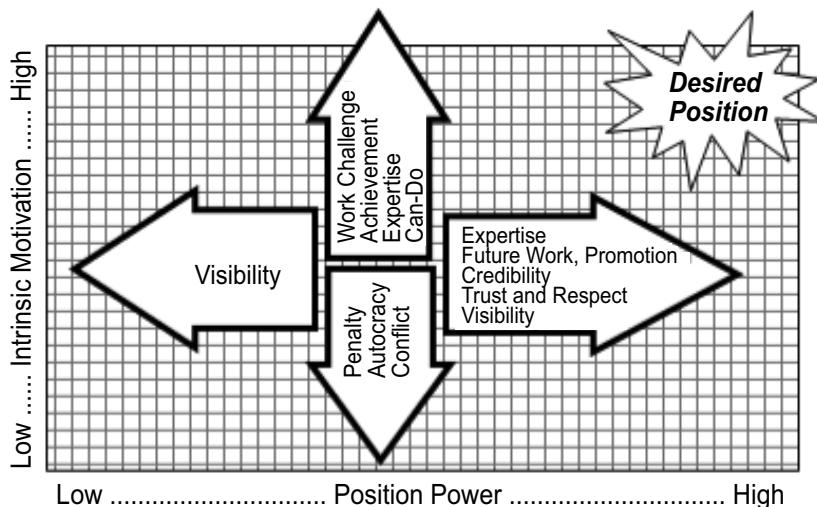 Desired
Position
Low ...... Intrinsic Motivation ...... High
Work Challenge
Achievement
Expertise
Can-Do
Visibility
Expertise
Future Work, Promotion
Credibility
Trust and Respect
Visibility
Penalty
Autocracy
Conflict
Low ............................ Position Power ............................ High